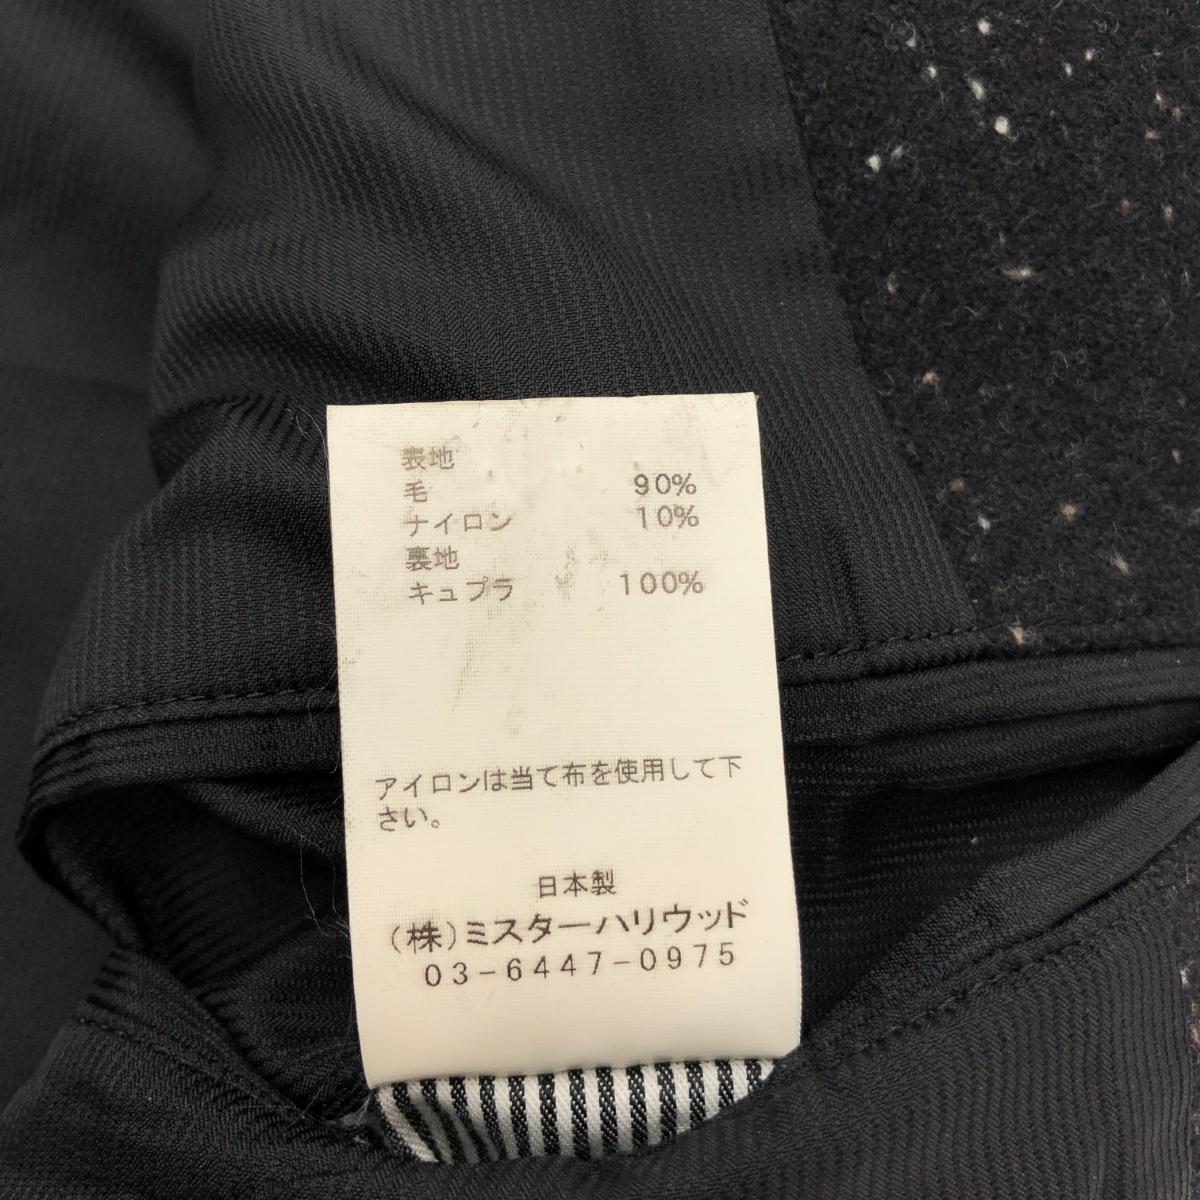 表地
毛 90%
ナイロン 10%
裏地
キュプラ 100%
アイロンは当て布を使用して下
さい。
日本製
(株)ミスターハリウッド
03-6447-0975